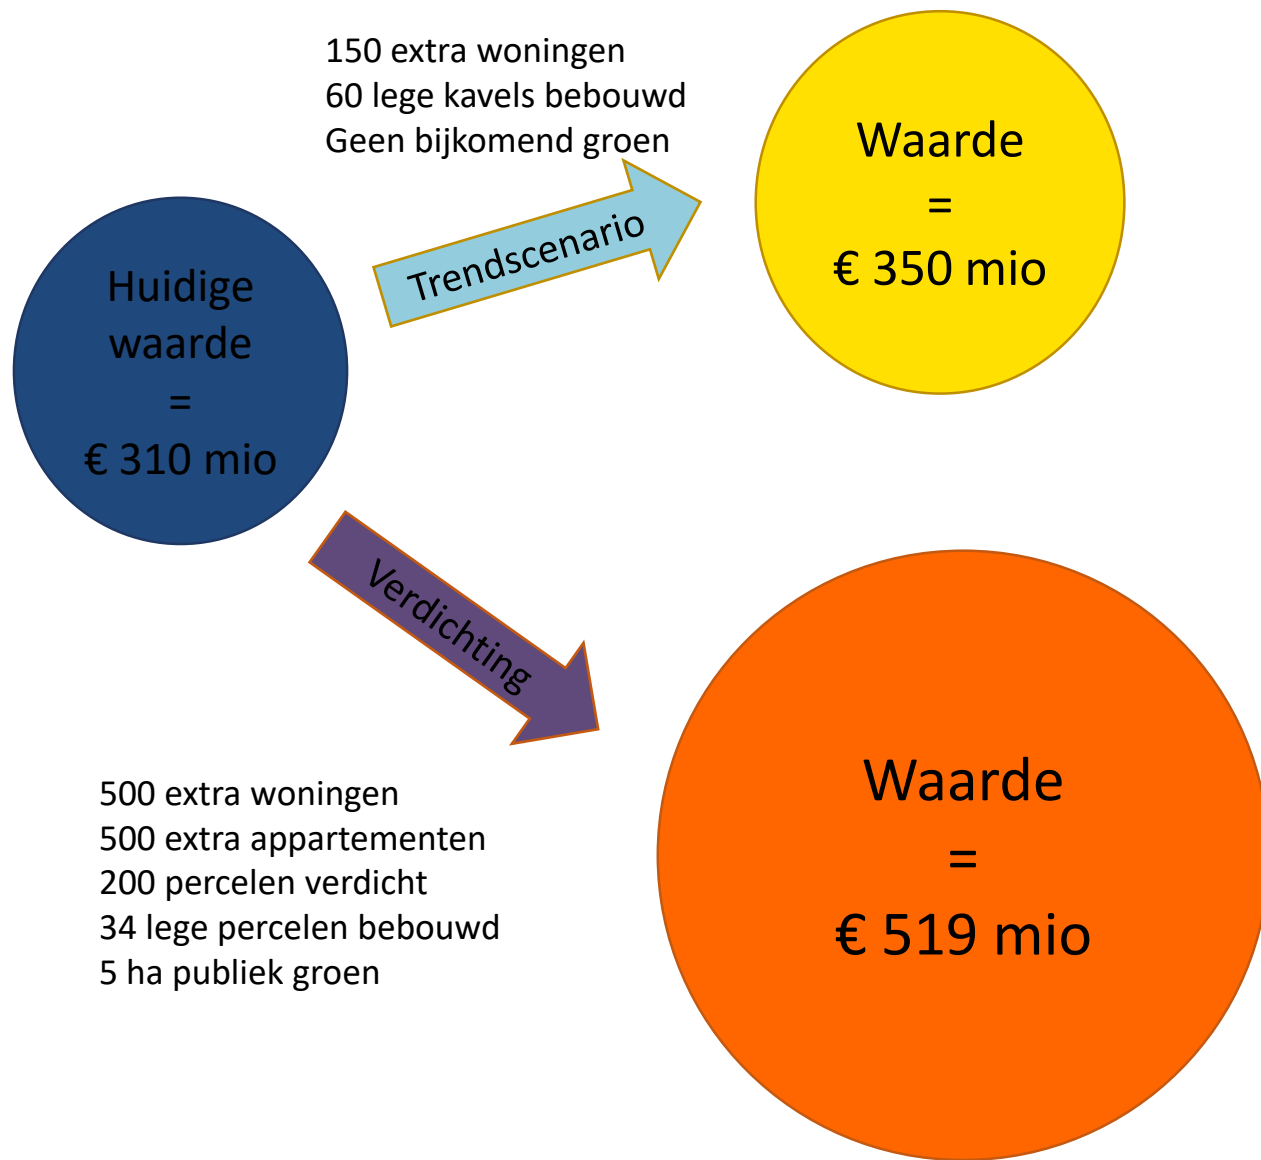 150 extra woningen
60 lege kavels bebouwd
Geen bijkomend groen
Waarde
=
€ 350 mio
Trendscenario
Huidige
waarde
=
€ 310 mio
Verdichting
500 extra woningen
500 extra appartementen
200 percelen verdicht
34 lege percelen bebouwd
5 ha publiek groen
Waarde
=
€ 519 mio